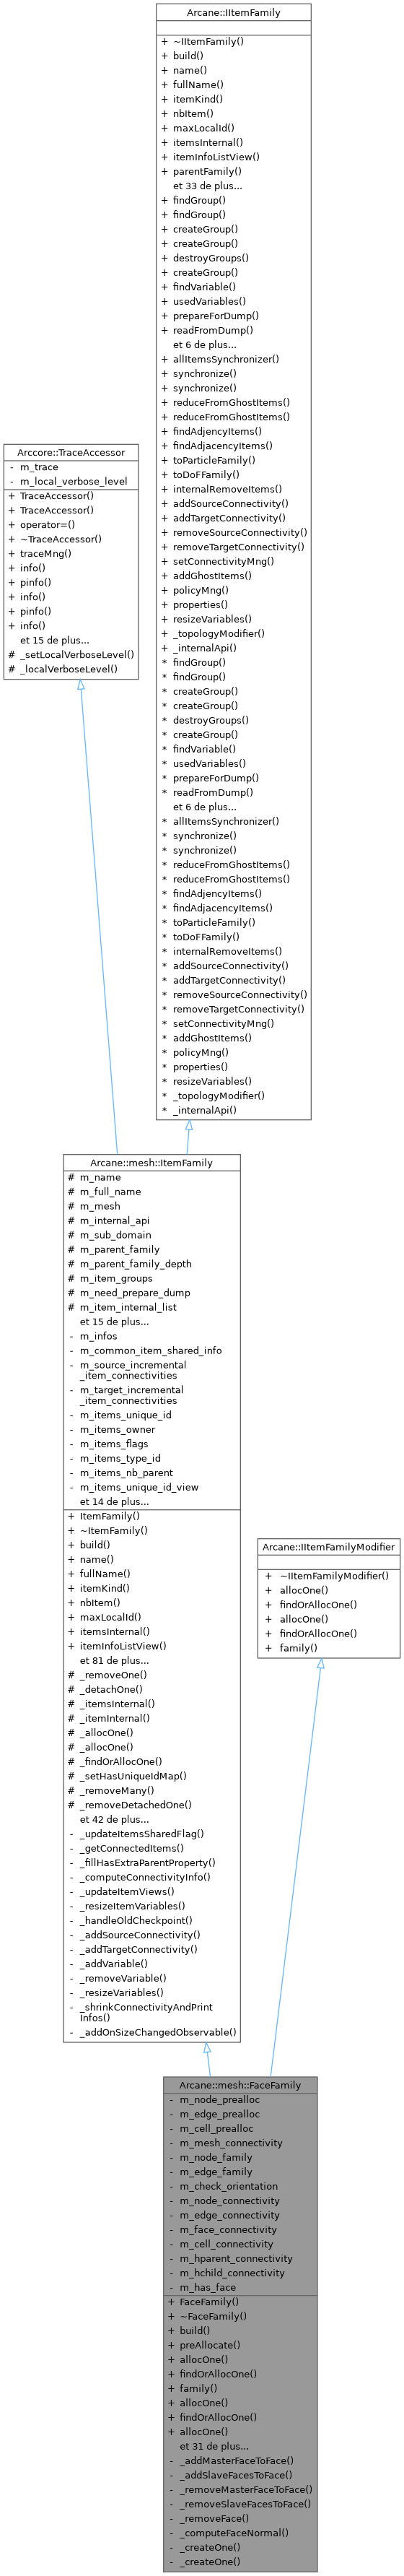 Arcane::IItemFamily
+ ~IItemFamily()
+ build()
+ name()
+ fullName()
+ itemKind()
+ nbItem()
+ maxLocalId()
+ itemsInternal()
+ itemInfoListView()
+ parentFamily()
et 33 de plus...
+ findGroup()
+ findGroup()
+ createGroup()
+ createGroup()
+ destroyGroups()
+ createGroup()
+ findVariable()
+ usedVariables()
+ prepareForDump()
+ readFromDump()
et 6 de plus...
+ allItemsSynchronizer()
+ synchronize()
+ synchronize()
+ reduceFromGhostItems()
+ reduceFromGhostItems()
+ findAdjencyItems()
+ findAdjacencyItems()
+ toParticleFamily()
+ toDoFFamily()
+ internalRemoveItems()
+ addSourceConnectivity()
+ addTargetConnectivity()
+ removeSourceConnectivity()
+ removeTargetConnectivity()
+ setConnectivityMng()
+ addGhostItems()
+ policyMng()
+ properties()
+ resizeVariables()
+ _topologyModifier()
+ _internalApi()
* findGroup()
* findGroup()
* createGroup()
* createGroup()
* destroyGroups()
* createGroup()
* findVariable()
* usedVariables()
* prepareForDump()
* readFromDump()
et 6 de plus...
* allItemsSynchronizer()
* synchronize()
* synchronize()
* reduceFromGhostItems()
* reduceFromGhostItems()
* findAdjencyItems()
* findAdjacencyItems()
* toParticleFamily()
* toDoFFamily()
* internalRemoveItems()
* addSourceConnectivity()
* addTargetConnectivity()
* removeSourceConnectivity()
* removeTargetConnectivity()
* setConnectivityMng()
* addGhostItems()
* policyMng()
* properties()
* resizeVariables()
* _topologyModifier()
* _internalApi()
Arccore::TraceAccessor
- m_trace
- m_local_verbose_level
+ TraceAccessor()
+ TraceAccessor()
+ operator=()
+ ~TraceAccessor()
+ traceMng()
+ info()
+ pinfo()
+ info()
+ pinfo()
+ info()
et 15 de plus...
# _setLocalVerboseLevel()
# _localVerboseLevel()
Arcane::mesh::ItemFamily
# m_name
# m_full_name
# m_mesh
# m_internal_api
# m_sub_domain
# m_parent_family
# m_parent_family_depth
# m_item_groups
# m_need_prepare_dump
# m_item_internal_list
et 15 de plus...
- m_infos
- m_common_item_shared_info
- m_source_incremental
_item_connectivities
- m_target_incremental
_item_connectivities
- m_items_unique_id
- m_items_owner
- m_items_flags
- m_items_type_id
- m_items_nb_parent
- m_items_unique_id_view
et 14 de plus...
+ ItemFamily()
+ ~ItemFamily()
+ build()
+ name()
+ fullName()
+ itemKind()
+ nbItem()
+ maxLocalId()
+ itemsInternal()
+ itemInfoListView()
et 81 de plus...
# _removeOne()
# _detachOne()
# _itemsInternal()
# _itemInternal()
# _allocOne()
# _allocOne()
# _findOrAllocOne()
# _setHasUniqueIdMap()
# _removeMany()
# _removeDetachedOne()
et 42 de plus...
- _updateItemsSharedFlag()
- _getConnectedItems()
- _fillHasExtraParentProperty()
- _computeConnectivityInfo()
- _updateItemViews()
- _resizeItemVariables()
- _handleOldCheckpoint()
- _addSourceConnectivity()
- _addTargetConnectivity()
- _addVariable()
- _removeVariable()
- _resizeVariables()
- _shrinkConnectivityAndPrint
Infos()
- _addOnSizeChangedObservable()
Arcane::IItemFamilyModifier
+ ~IItemFamilyModifier()
+ allocOne()
+ findOrAllocOne()
+ allocOne()
+ findOrAllocOne()
+ family()
Arcane::mesh::FaceFamily
- m_node_prealloc
- m_edge_prealloc
- m_cell_prealloc
- m_mesh_connectivity
- m_node_family
- m_edge_family
- m_check_orientation
- m_node_connectivity
- m_edge_connectivity
- m_face_connectivity
- m_cell_connectivity
- m_hparent_connectivity
- m_hchild_connectivity
- m_has_face
+ FaceFamily()
+ ~FaceFamily()
+ build()
+ preAllocate()
+ allocOne()
+ findOrAllocOne()
+ family()
+ allocOne()
+ findOrAllocOne()
+ allocOne()
et 31 de plus...
- _addMasterFaceToFace()
- _addSlaveFacesToFace()
- _removeMasterFaceToFace()
- _removeSlaveFacesToFace()
- _removeFace()
- _computeFaceNormal()
- _createOne()
- _createOne()